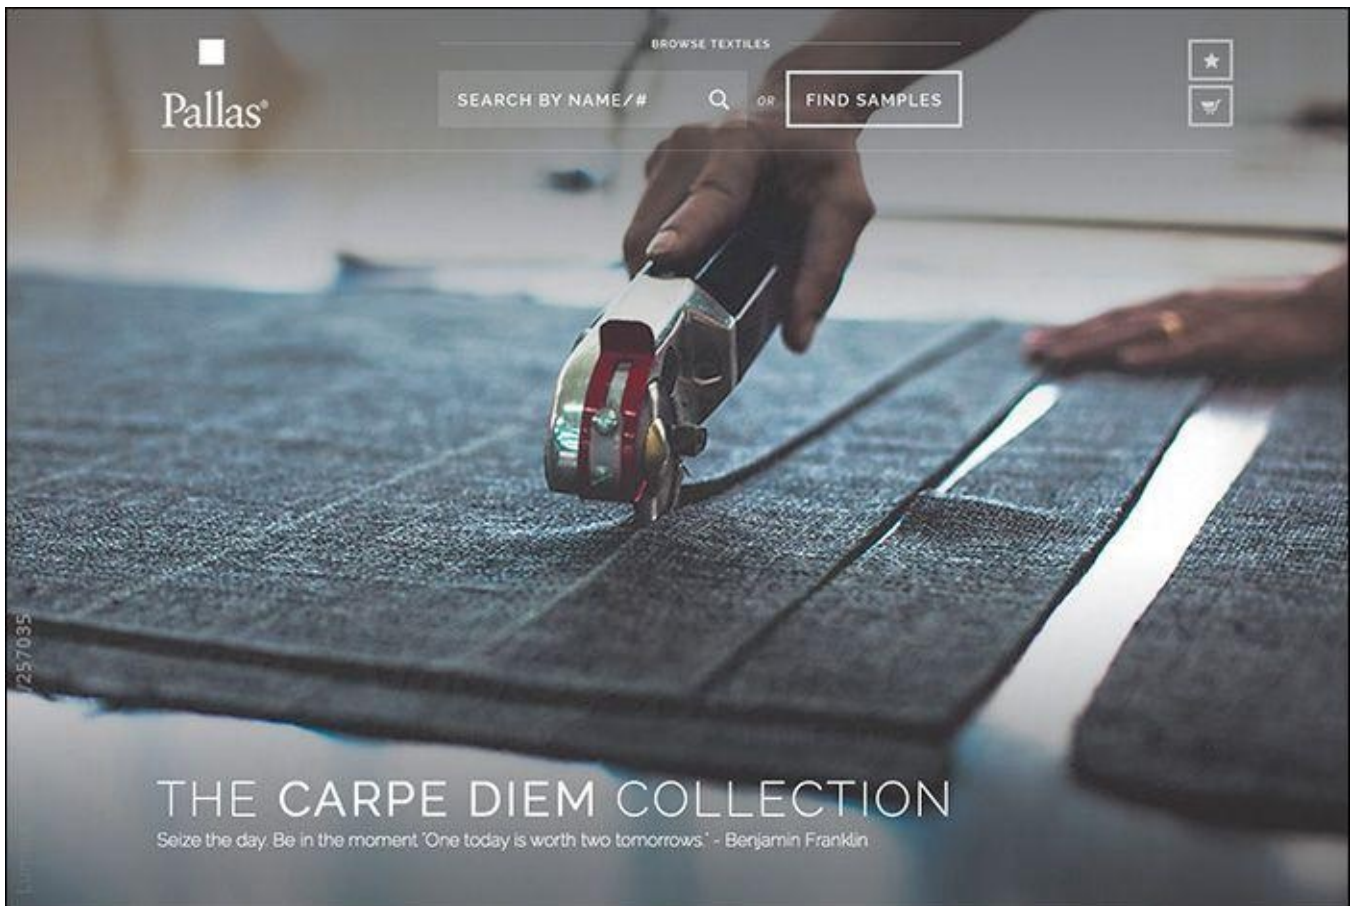 BROWSE TEXTILES
Pallas®
SEARCH BY NAME/#
OR
FIND SAMPLES
/257035
THE CARPE DIEM COLLECTION
Seize the day. Be in the moment "One today is worth two tomorrows." - Benjamin Franklin